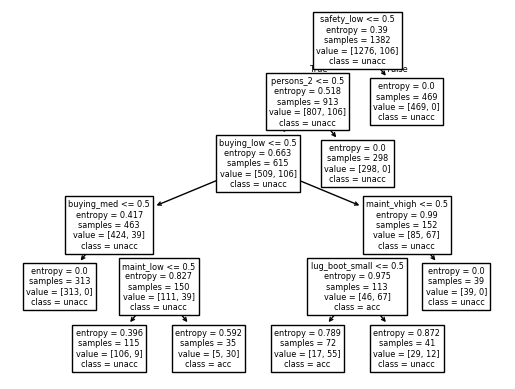 safety_low <= 0.5
entropy = 0.39
samples = 1382
value = [1276, 106]
class = unacc
persons_2 <= 0.5
entropy = 0.518
samples = 913
value = [807, 106]
class = unacc
entropy = 0.0
samples = 469
value = [469, 0]
class = unacc
buying_low <= 0.5
entropy = 0.663
samples = 615
value = [509, 106]
class = unacc
entropy = 0.0
samples = 298
value = [298, 0]
class = unacc
buying_med <= 0.5
entropy = 0.417
samples = 463
value = [424, 39]
class = unacc
maint_vhigh <= 0.5
entropy = 0.99
samples = 152
value = [85, 67]
class = unacc
entropy = 0.0
samples = 313
value = [313, 0]
class = unacc
maint_low <= 0.5
entropy = 0.827
samples = 150
value = [111, 39]
class = unacc
lug_boot_small <= 0.5
entropy = 0.975
samples = 113
value = [46, 67]
class = acc
entropy = 0.0
samples = 39
value = [39, 0]
class = unacc
entropy = 0.396
samples = 115
value = [106, 9]
class = unacc
entropy = 0.592
samples = 35
value = [5, 30]
class = acc
entropy = 0.789
samples = 72
value = [17, 55]
class = acc
entropy = 0.872
samples = 41
value = [29, 12]
class = unacc